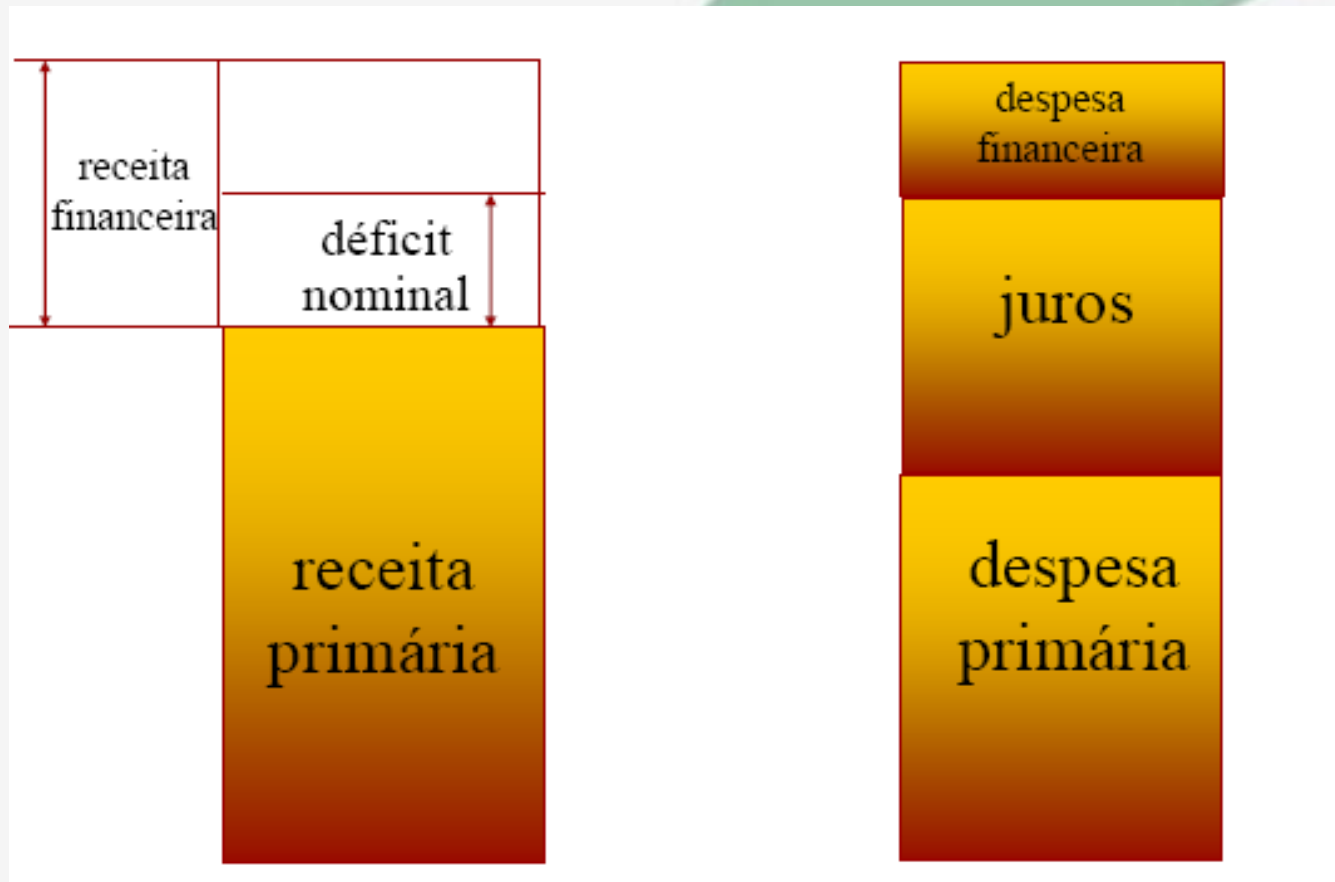 receita
financeira
déficit
nominal
receita
primária
despesa
financeira
juros
despesa
primária